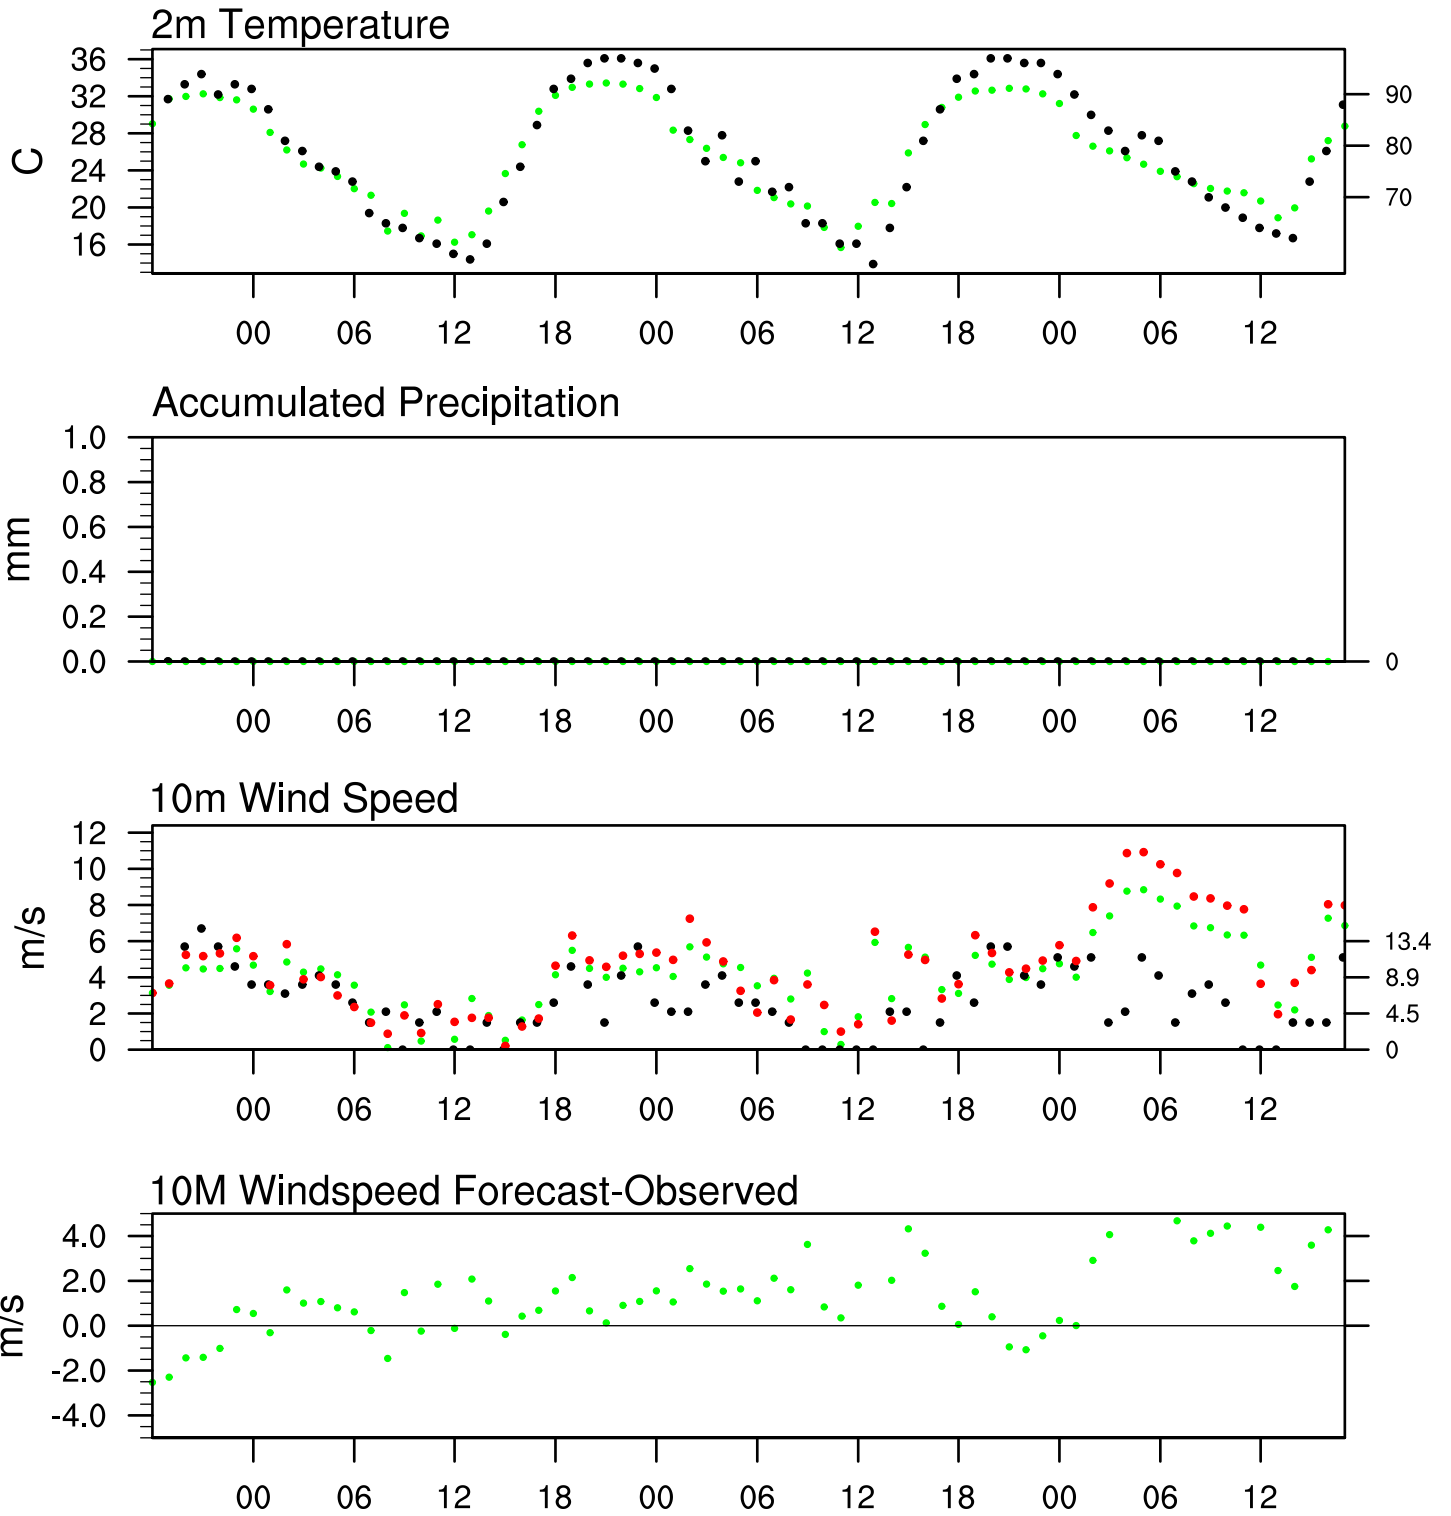 2m Temperature
36
32
28
24
20
16
C
90
80
70
00 06 12 18 00 06 12 18 00 06 12
Accumulated Precipitation
1.0
0.8
0.6
0.4
0.2
0.0
mm
0
00 06 12 18 00 06 12 18 00 06 12
10m Wind Speed
12
10
8
6
4
2
0
m/s
13.4
8.9
4.5
0
00 06 12 18 00 06 12 18 00 06 12
10M Windspeed Forecast-Observed
4.0
2.0
0.0
-2.0
-4.0
m/s
00 06 12 18 00 06 12 18 00 06 12